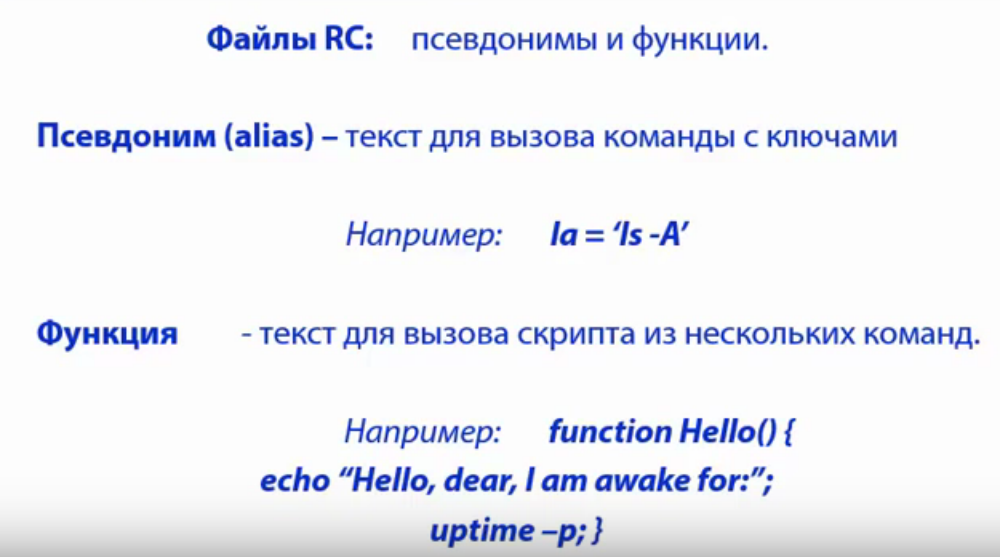 Файлы RC: псевдонимы и функции.
Псевдоним (alias) – текст для вызова команды с ключами
Например: la = ‘ls -A’
Функция - текст для вызова скрипта из нескольких команд.
Например: function Hello() {
echo “Hello, dear, I am awake for:”;
uptime –p; }